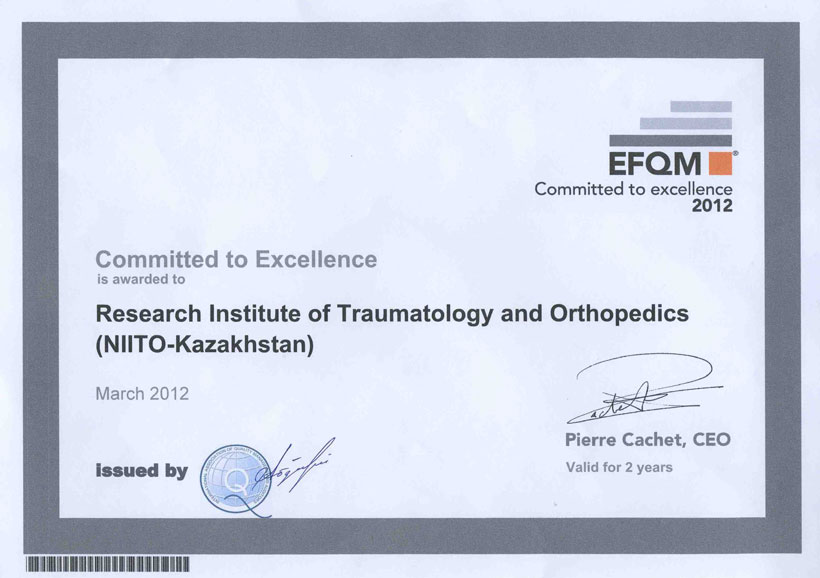 EFQM®
Committed to excellence
2012
Committed to Excellence
is awarded to
Research Institute of Traumatology and Orthopedics
(NIITO-Kazakhstan)
March 2012
Pierre Cachet, CEO
Valid for 2 years
issued by
Q